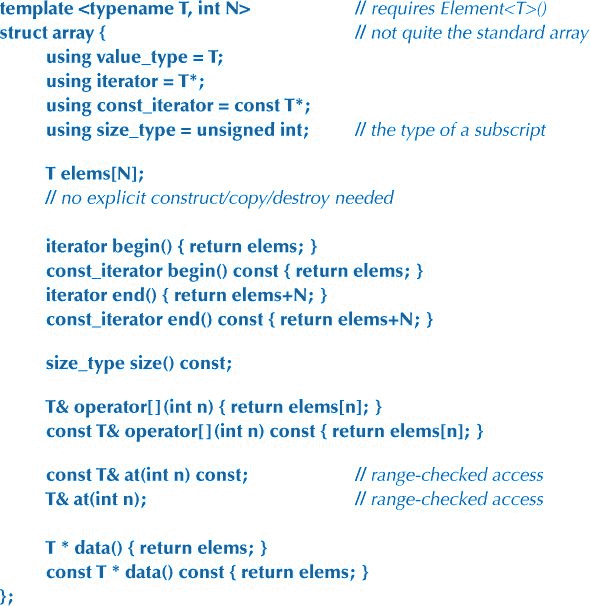 template <typename T, int N> // requires Element<T>()
struct array { // not quite the standard array
using value_type = T;
using iterator = T*;
using const_iterator = const T*;
using size_type = unsigned int; // the type of a subscript
T elems[N];
// no explicit construct/copy/destroy needed
iterator begin() { return elems; }
const_iterator begin() const { return elems; }
iterator end() { return elems+N; }
const_iterator end() const { return elems+N; }
size_type size() const;
T& operator[](int n) { return elems[n]; }
const T& operator[](int n) const { return elems[n]; }
const T& at(int n) const; // range-checked access
T& at(int n); // range-checked access
T * data() { return elems; }
const T * data() const { return elems; }
};